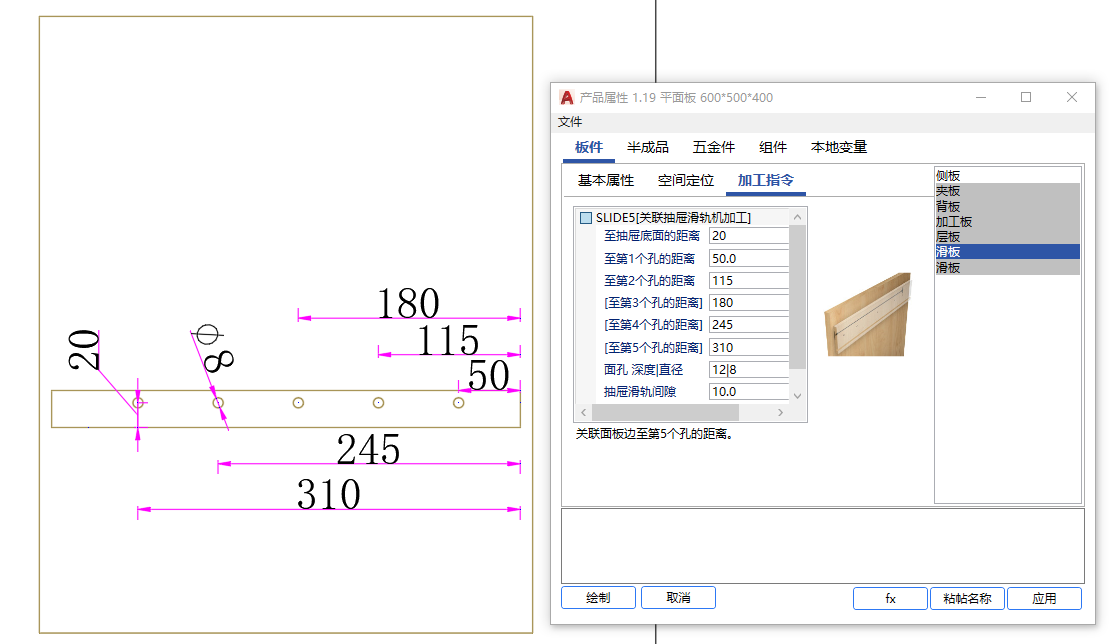 180
115
50
20
Φ8
245
310
产品属性 1.19 平面板 600*500*400
文件
板件 半成品 五金件 组件 本地变量
基本属性 空间定位 加工指令
SLIDE5[关联抽屉滑轨机加工]
至抽屉底面的距离 20
至第1个孔的距离 50.0
至第2个孔的距离 115
[至第3个孔的距离] 180
[至第4个孔的距离] 245
[至第5个孔的距离] 310
面孔 深度|直径 12|8
抽屉滑轨间隙 10.0
关联面板边至第5个孔的距离。
侧板
夹板
背板
加工板
层板
滑板
滑板
绘制 取消 fx 粘帖名称 应用